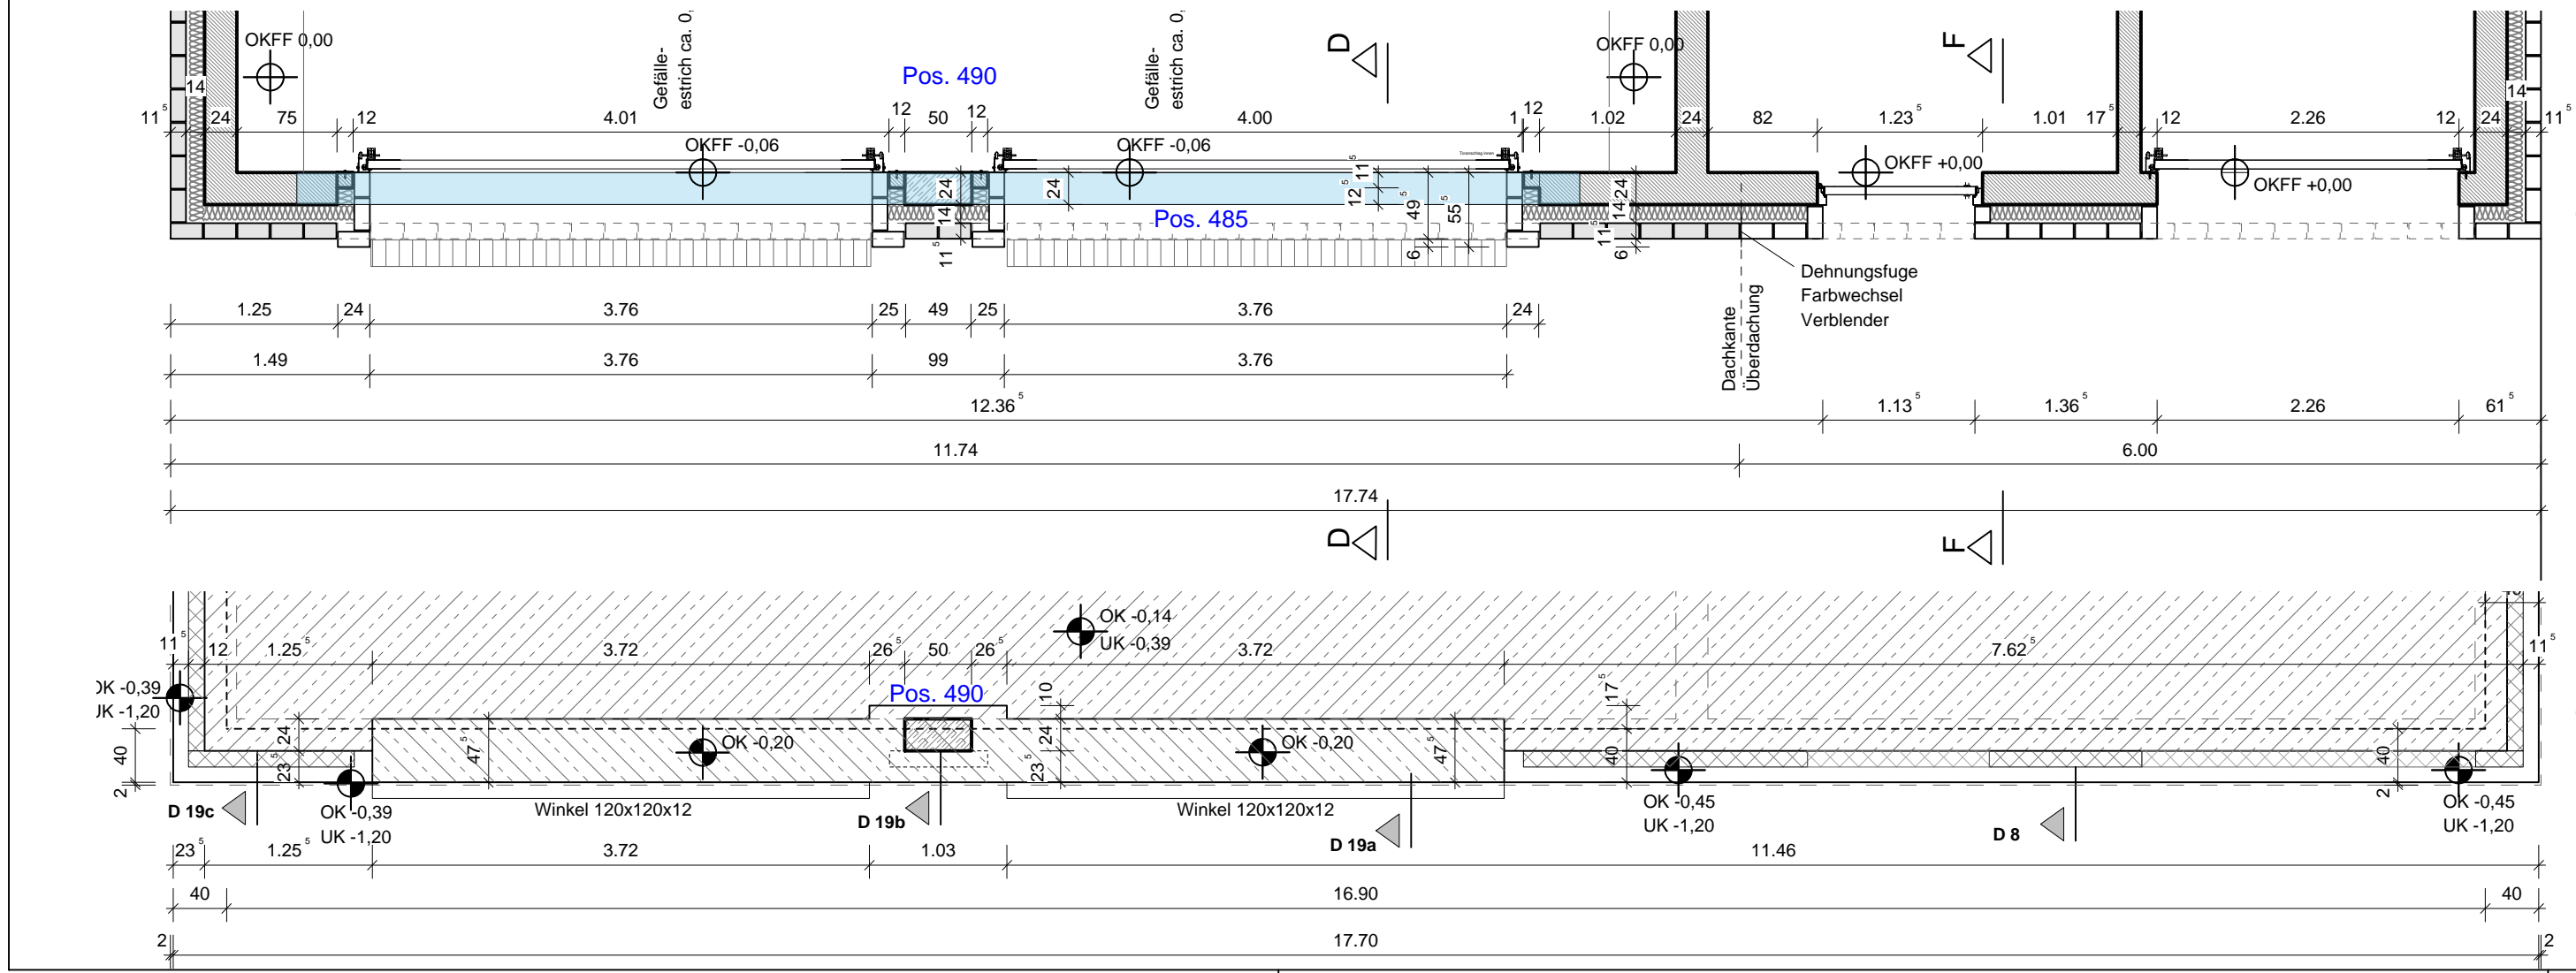 OKFF 0,00
Gefälle-
estrich ca. 0,
Pos. 490
Gefälle-
estrich ca. 0,
D
OKFF 0,00
F
14
14
11⁵
24
75
12
4.01
12
50
12
4.00
1
12
1.02
24
82
1.23⁵
1.01
17⁵
12
2.26
12
24
11⁵
OKFF -0,06
OKFF -0,06
OKFF +0,00
OKFF +0,00
24
14
11⁵
24
11⁵
12⁵
49⁵
6
55⁵
24
14
11⁵
6
Pos. 485
Dehnungsfuge
Farbwechsel
Verblender
Dachkante
Überdachung
1.25
24
3.76
25
49
25
3.76
24
1.49
3.76
99
3.76
12.36⁵
1.13⁵
1.36⁵
2.26
61⁵
11.74
6.00
17.74
D
F
OK -0,14
UK -0,39
11⁵
12
1.25⁵
3.72
26⁵
50
26⁵
3.72
7.62⁵
11⁵
OK -0,39
UK -1,20
Pos. 490
10
24
23⁵
17⁵
40
40
2
24
23⁵
47⁵
OK -0,20
OK -0,20
47⁵
40
2
D 19c
OK -0,39
UK -1,20
Winkel 120x120x12
D 19b
Winkel 120x120x12
D 19a
OK -0,45
UK -1,20
D 8
OK -0,45
UK -1,20
23⁵
1.25⁵
3.72
1.03
11.46
40
16.90
40
2
17.70
2